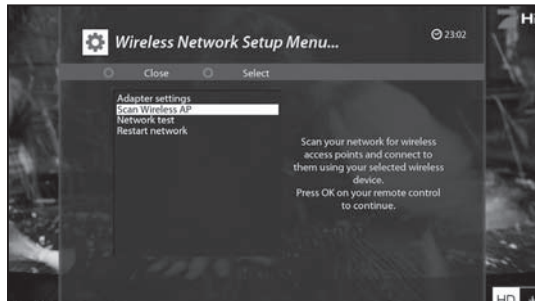 Wireless Network Setup Menu...
23:02
Close
Select
Adapter settings
Scan Wireless AP
Network test
Restart network
Scan your network for wireless
access points and connect to
them using your selected wireless
device.
Press OK on your remote control
to continue.
HD